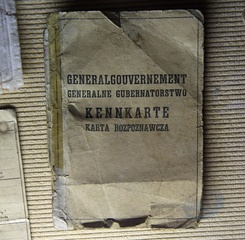 GENERALGOUVERNEMENT
GENERALNE GUBERNATORSTWO
KENNKARTE
KARTA ROZPOZNAWCZA